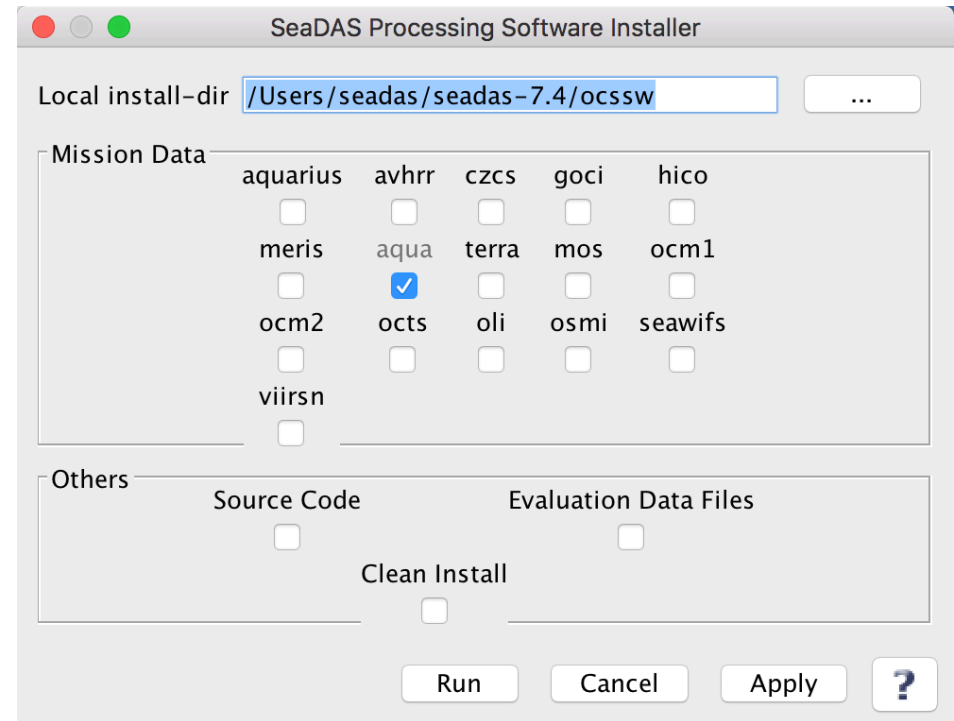 SeaDAS Processing Software Installer
Local install-dir /Users/seadas/seadas-7.4/ocssw ...
Mission Data
aquarius avhrr czcs goci hico
meris aqua terra mos ocm1
ocm2 octs oli osmi seawifs
viirsn
Others
Source Code Evaluation Data Files
Clean Install
Run Cancel Apply ?